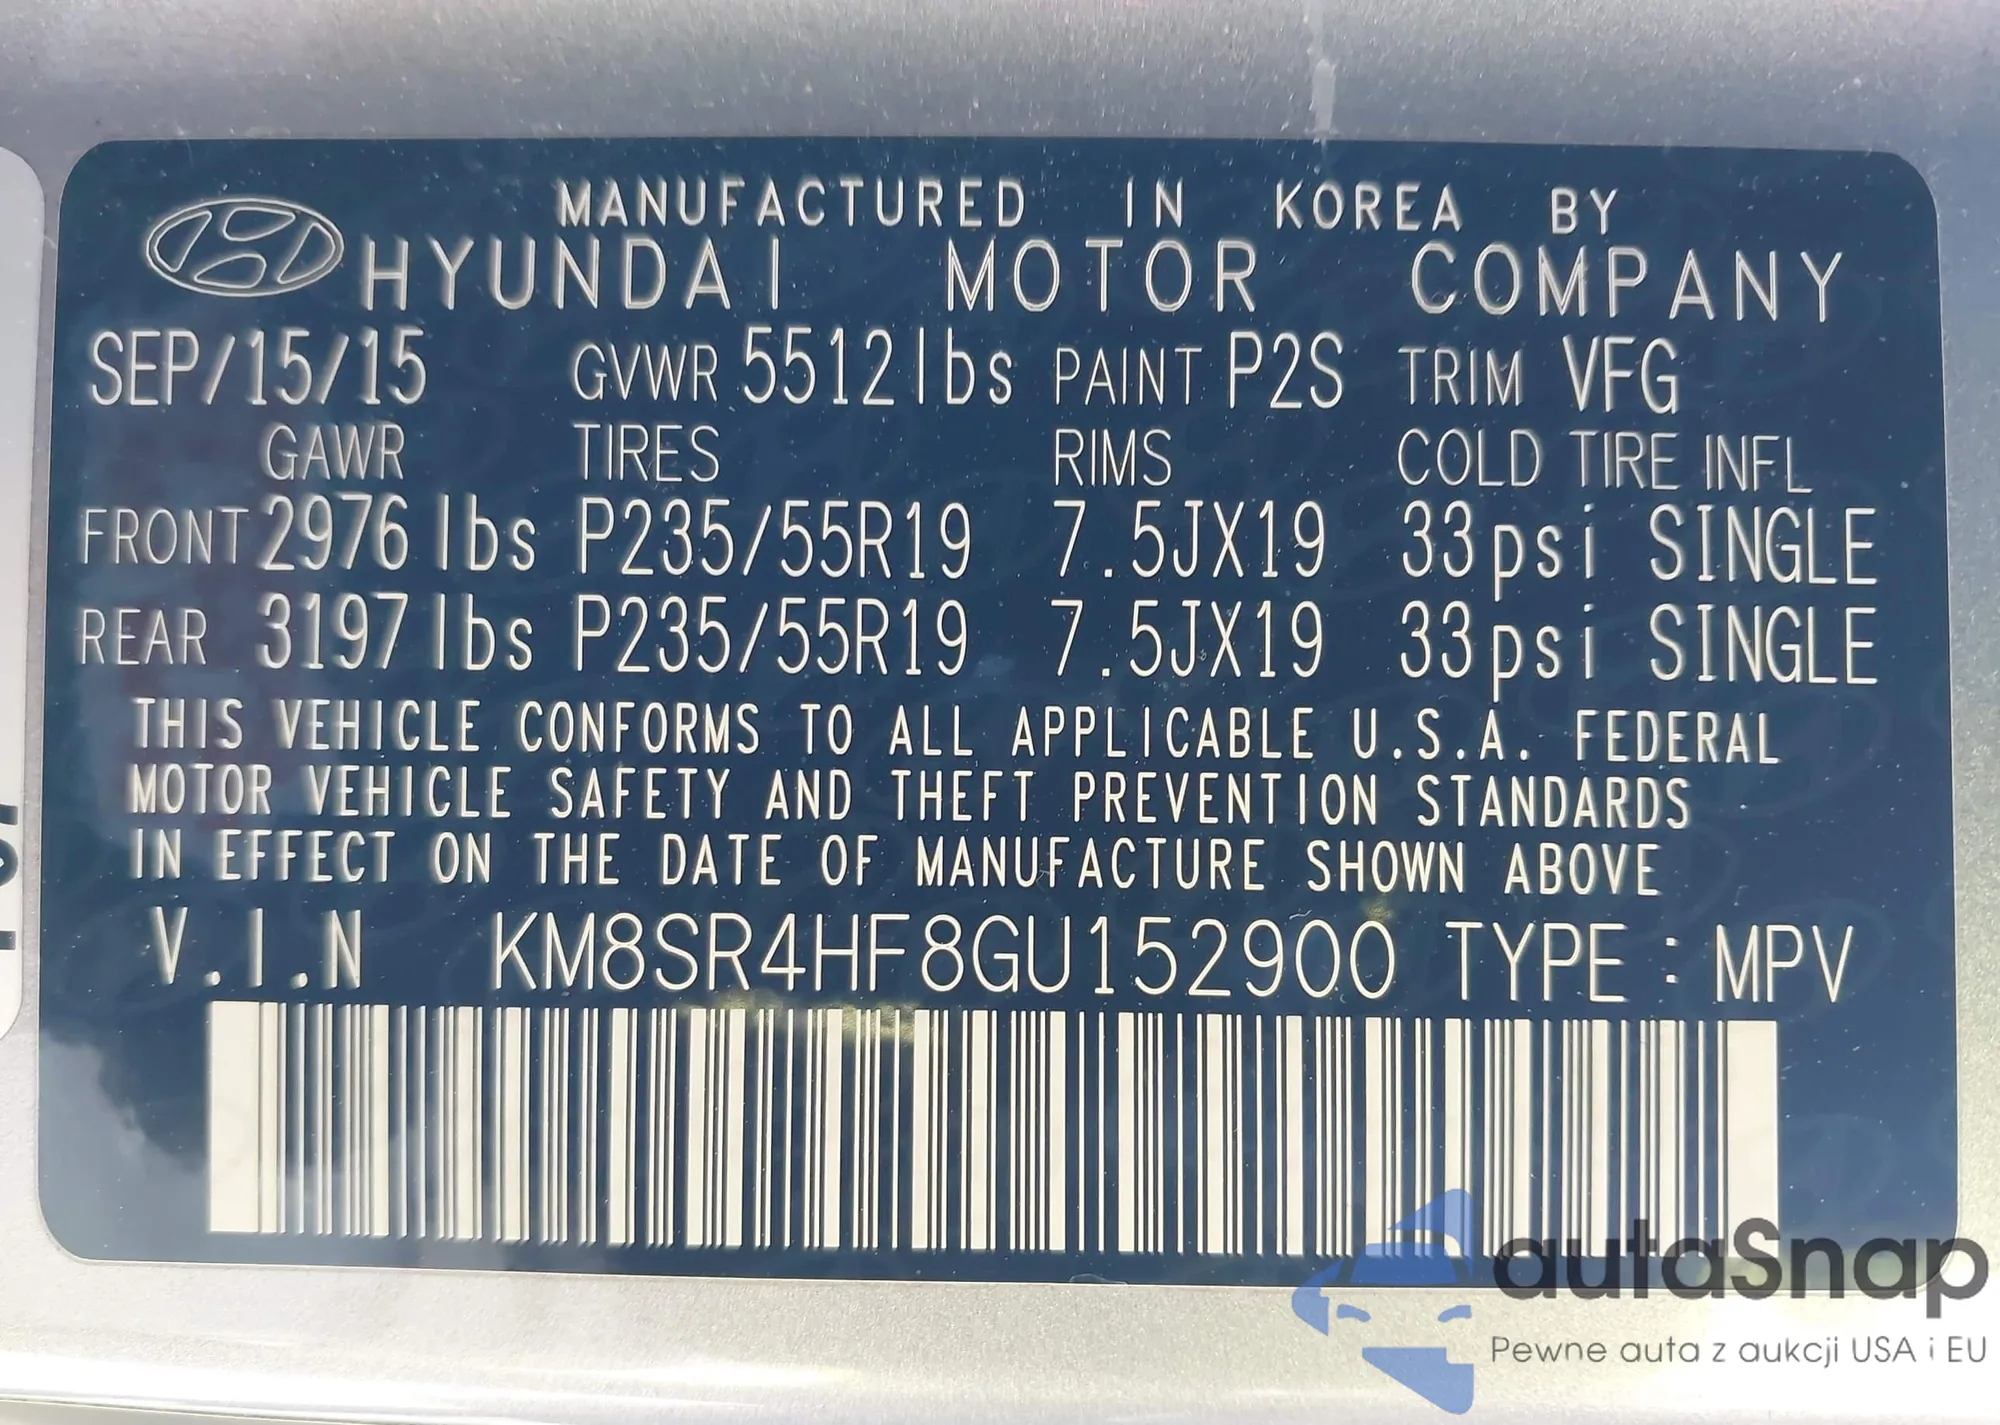 MANUFACTURED IN KOREA BY
HYUNDAI MOTOR COMPANY
SEP/15/15 GVWR 5512lbs PAINT P2S TRIM VFG
GAWR TIRES RIMS COLD TIRE INFL
FRONT 2976lbs P235/55R19 7.5JX19 33psi SINGLE
REAR 3197lbs P235/55R19 7.5JX19 33psi SINGLE
THIS VEHICLE CONFORMS TO ALL APPLICABLE U.S.A. FEDERAL
MOTOR VEHICLE SAFETY AND THEFT PREVENTION STANDARDS
IN EFFECT ON THE DATE OF MANUFACTURE SHOWN ABOVE
V.I.N KM8SR4HF8GU152900 TYPE : MPV
autaSnap
Pewne auta z aukcji USA i EU